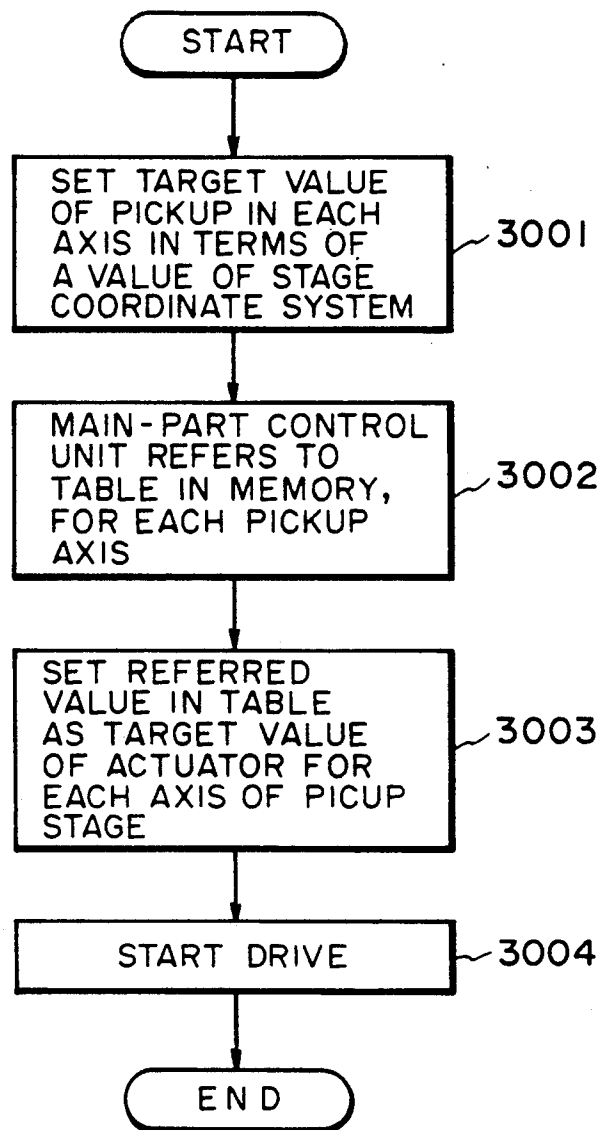 START
SET TARGET VALUE
OF PICKUP IN EACH
AXIS IN TERMS OF
A VALUE OF STAGE
COORDINATE SYSTEM
3001
MAIN-PART CONTROL
UNIT REFERS TO
TABLE IN MEMORY,
FOR EACH PICKUP
AXIS
3002
SET REFERRED
VALUE IN TABLE
AS TARGET VALUE
OF ACTUATOR FOR
EACH AXIS OF PICUP
STAGE
3003
START DRIVE
3004
END